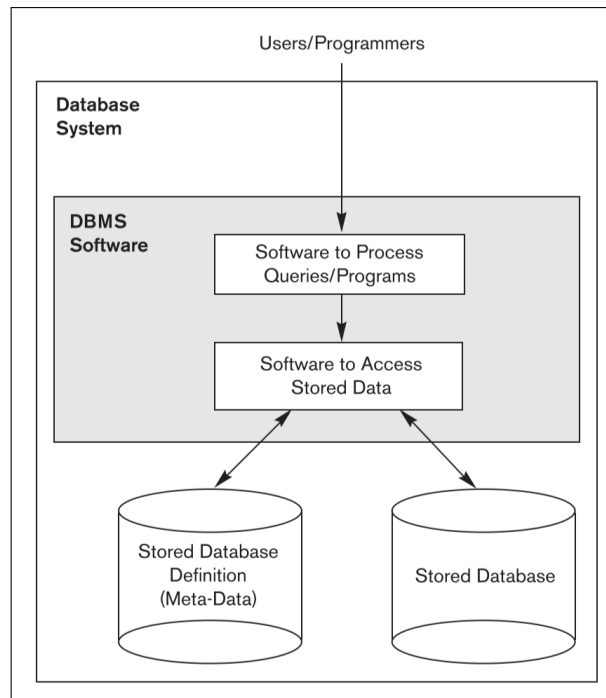 Users/Programmers
Database
System
DBMS
Software
Software to Process
Queries/Programs
Software to Access
Stored Data
Stored Database
Definition
(Meta-Data)
Stored Database